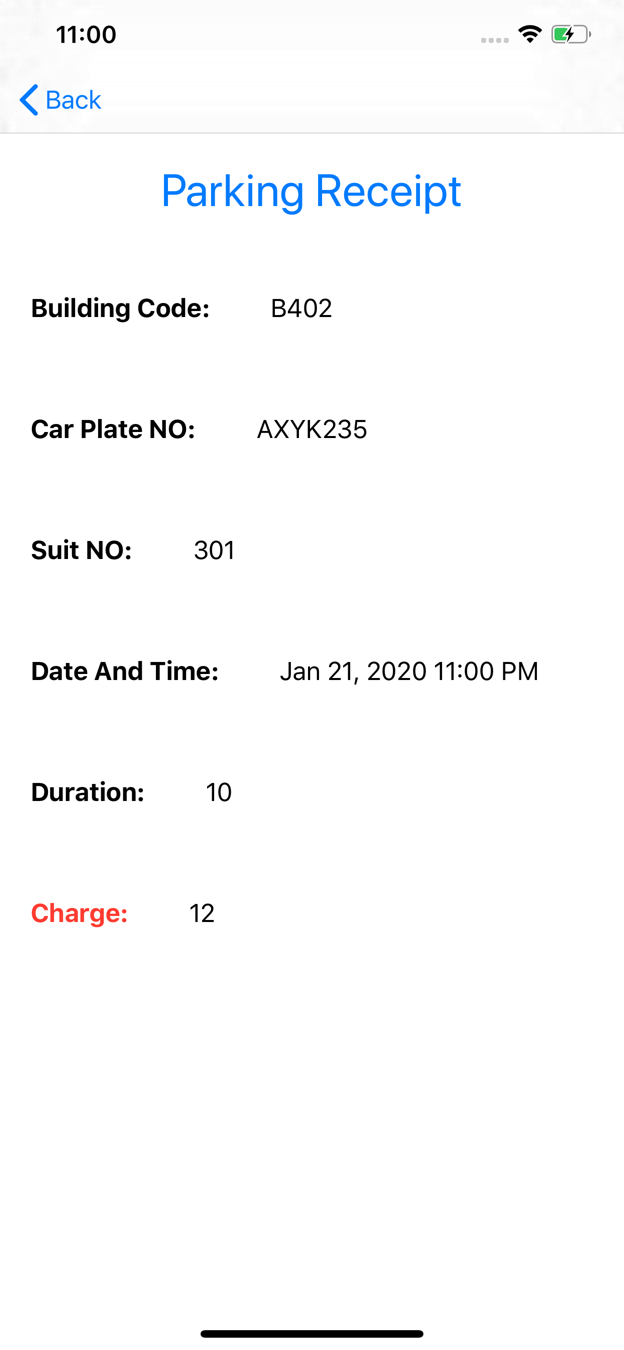 11:00
Back
Parking Receipt
Building Code: B402
Car Plate NO: AXYK235
Suit NO: 301
Date And Time: Jan 21, 2020 11:00 PM
Duration: 10
Charge: 12